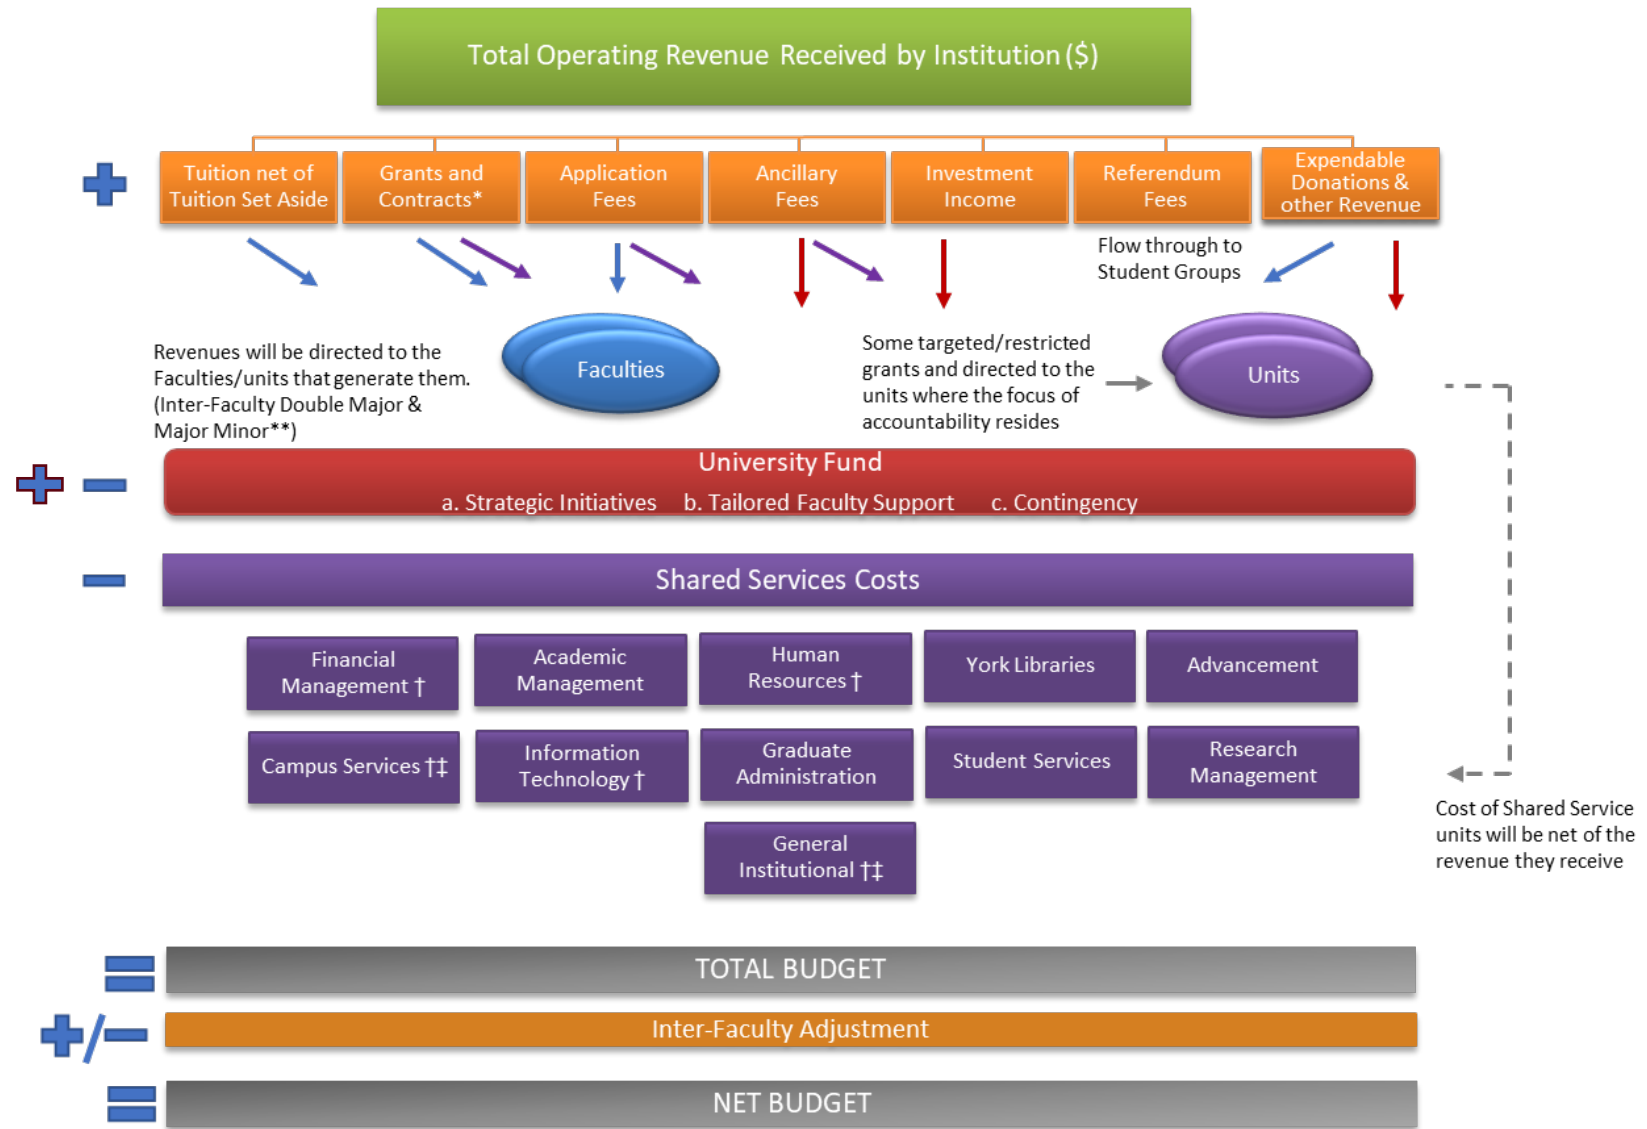 Total Operating Revenue Received by Institution ($)
Tuition net of
Tuition Set Aside
Grants and
Contracts*
Application
Fees
Ancillary
Fees
Investment
Income
Referendum
Fees
Expendable
Donations &
other Revenue
Flow through to
Student Groups
Revenues will be directed to the
Faculties/units that generate them.
(Inter-Faculty Double Major &
Major Minor**)
Faculties
Some targeted/restricted
grants and directed to the
units where the focus of
accountability resides
Units
University Fund
a. Strategic Initiatives b. Tailored Faculty Support c. Contingency
Shared Services Costs
Financial
Management †
Academic
Management
Human
Resources †
York Libraries
Advancement
Campus Services †‡
Information
Technology †
Graduate
Administration
Student Services
Research
Management
General
Institutional †‡
Cost of Shared Service
units will be net of the
revenue they receive
TOTAL BUDGET
Inter-Faculty Adjustment
NET BUDGET